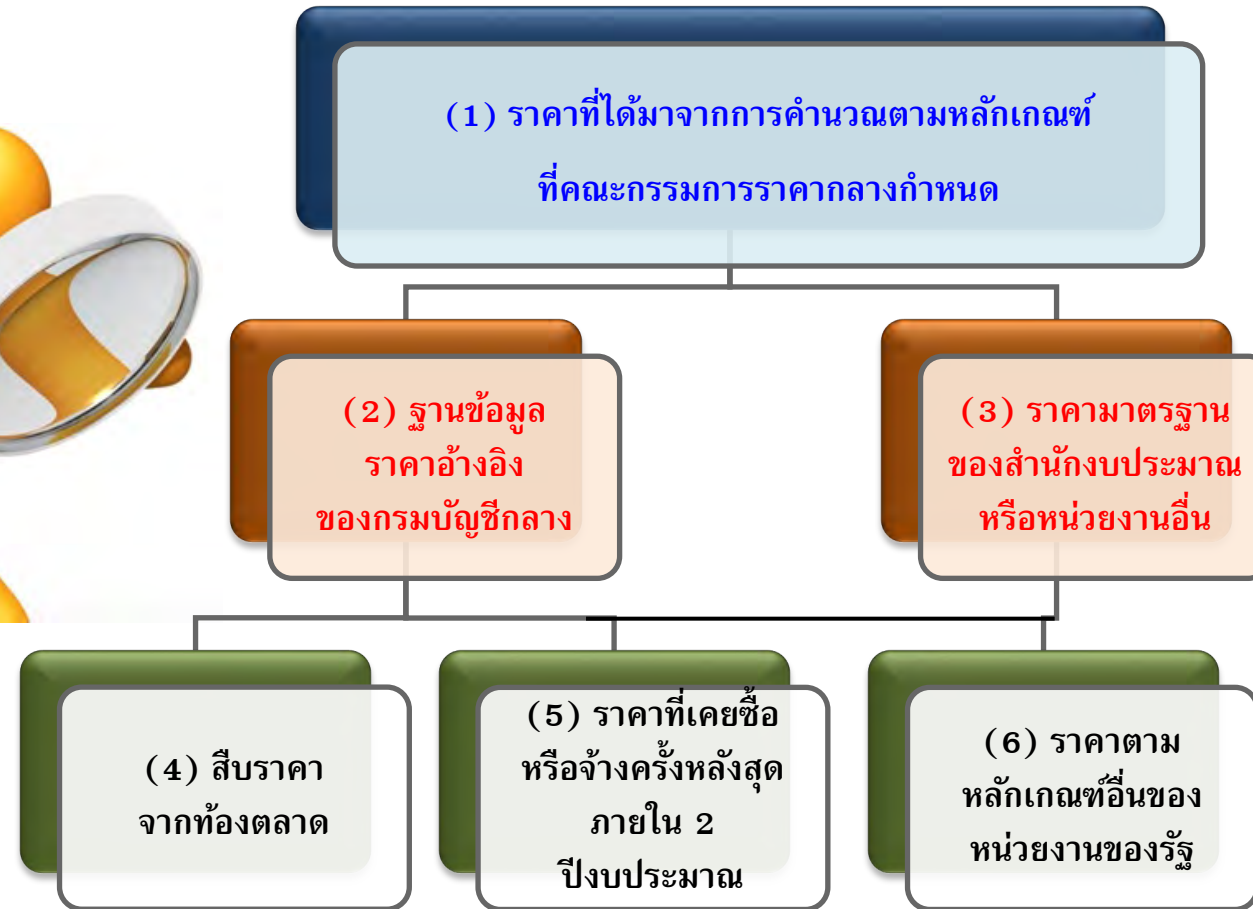 (1) ราคาที่ได้มาจากการคำนวณตามหลักเกณฑ์
ที่คณะกรรมการราคากลางกำหนด
(2) ฐานข้อมูล
ราคาอ้างอิง
ของกรมบัญชีกลาง
(3) ราคามาตรฐาน
ของสำนักงบประมาณ
หรือหน่วยงานอื่น
(4) สืบราคา
จากท้องตลาด
(5) ราคาที่เคยซื้อ
หรือจ้างครั้งหลังสุด
ภายใน 2
ปีงบประมาณ
(6) ราคาตาม
หลักเกณฑ์อื่นของ
หน่วยงานของรัฐ